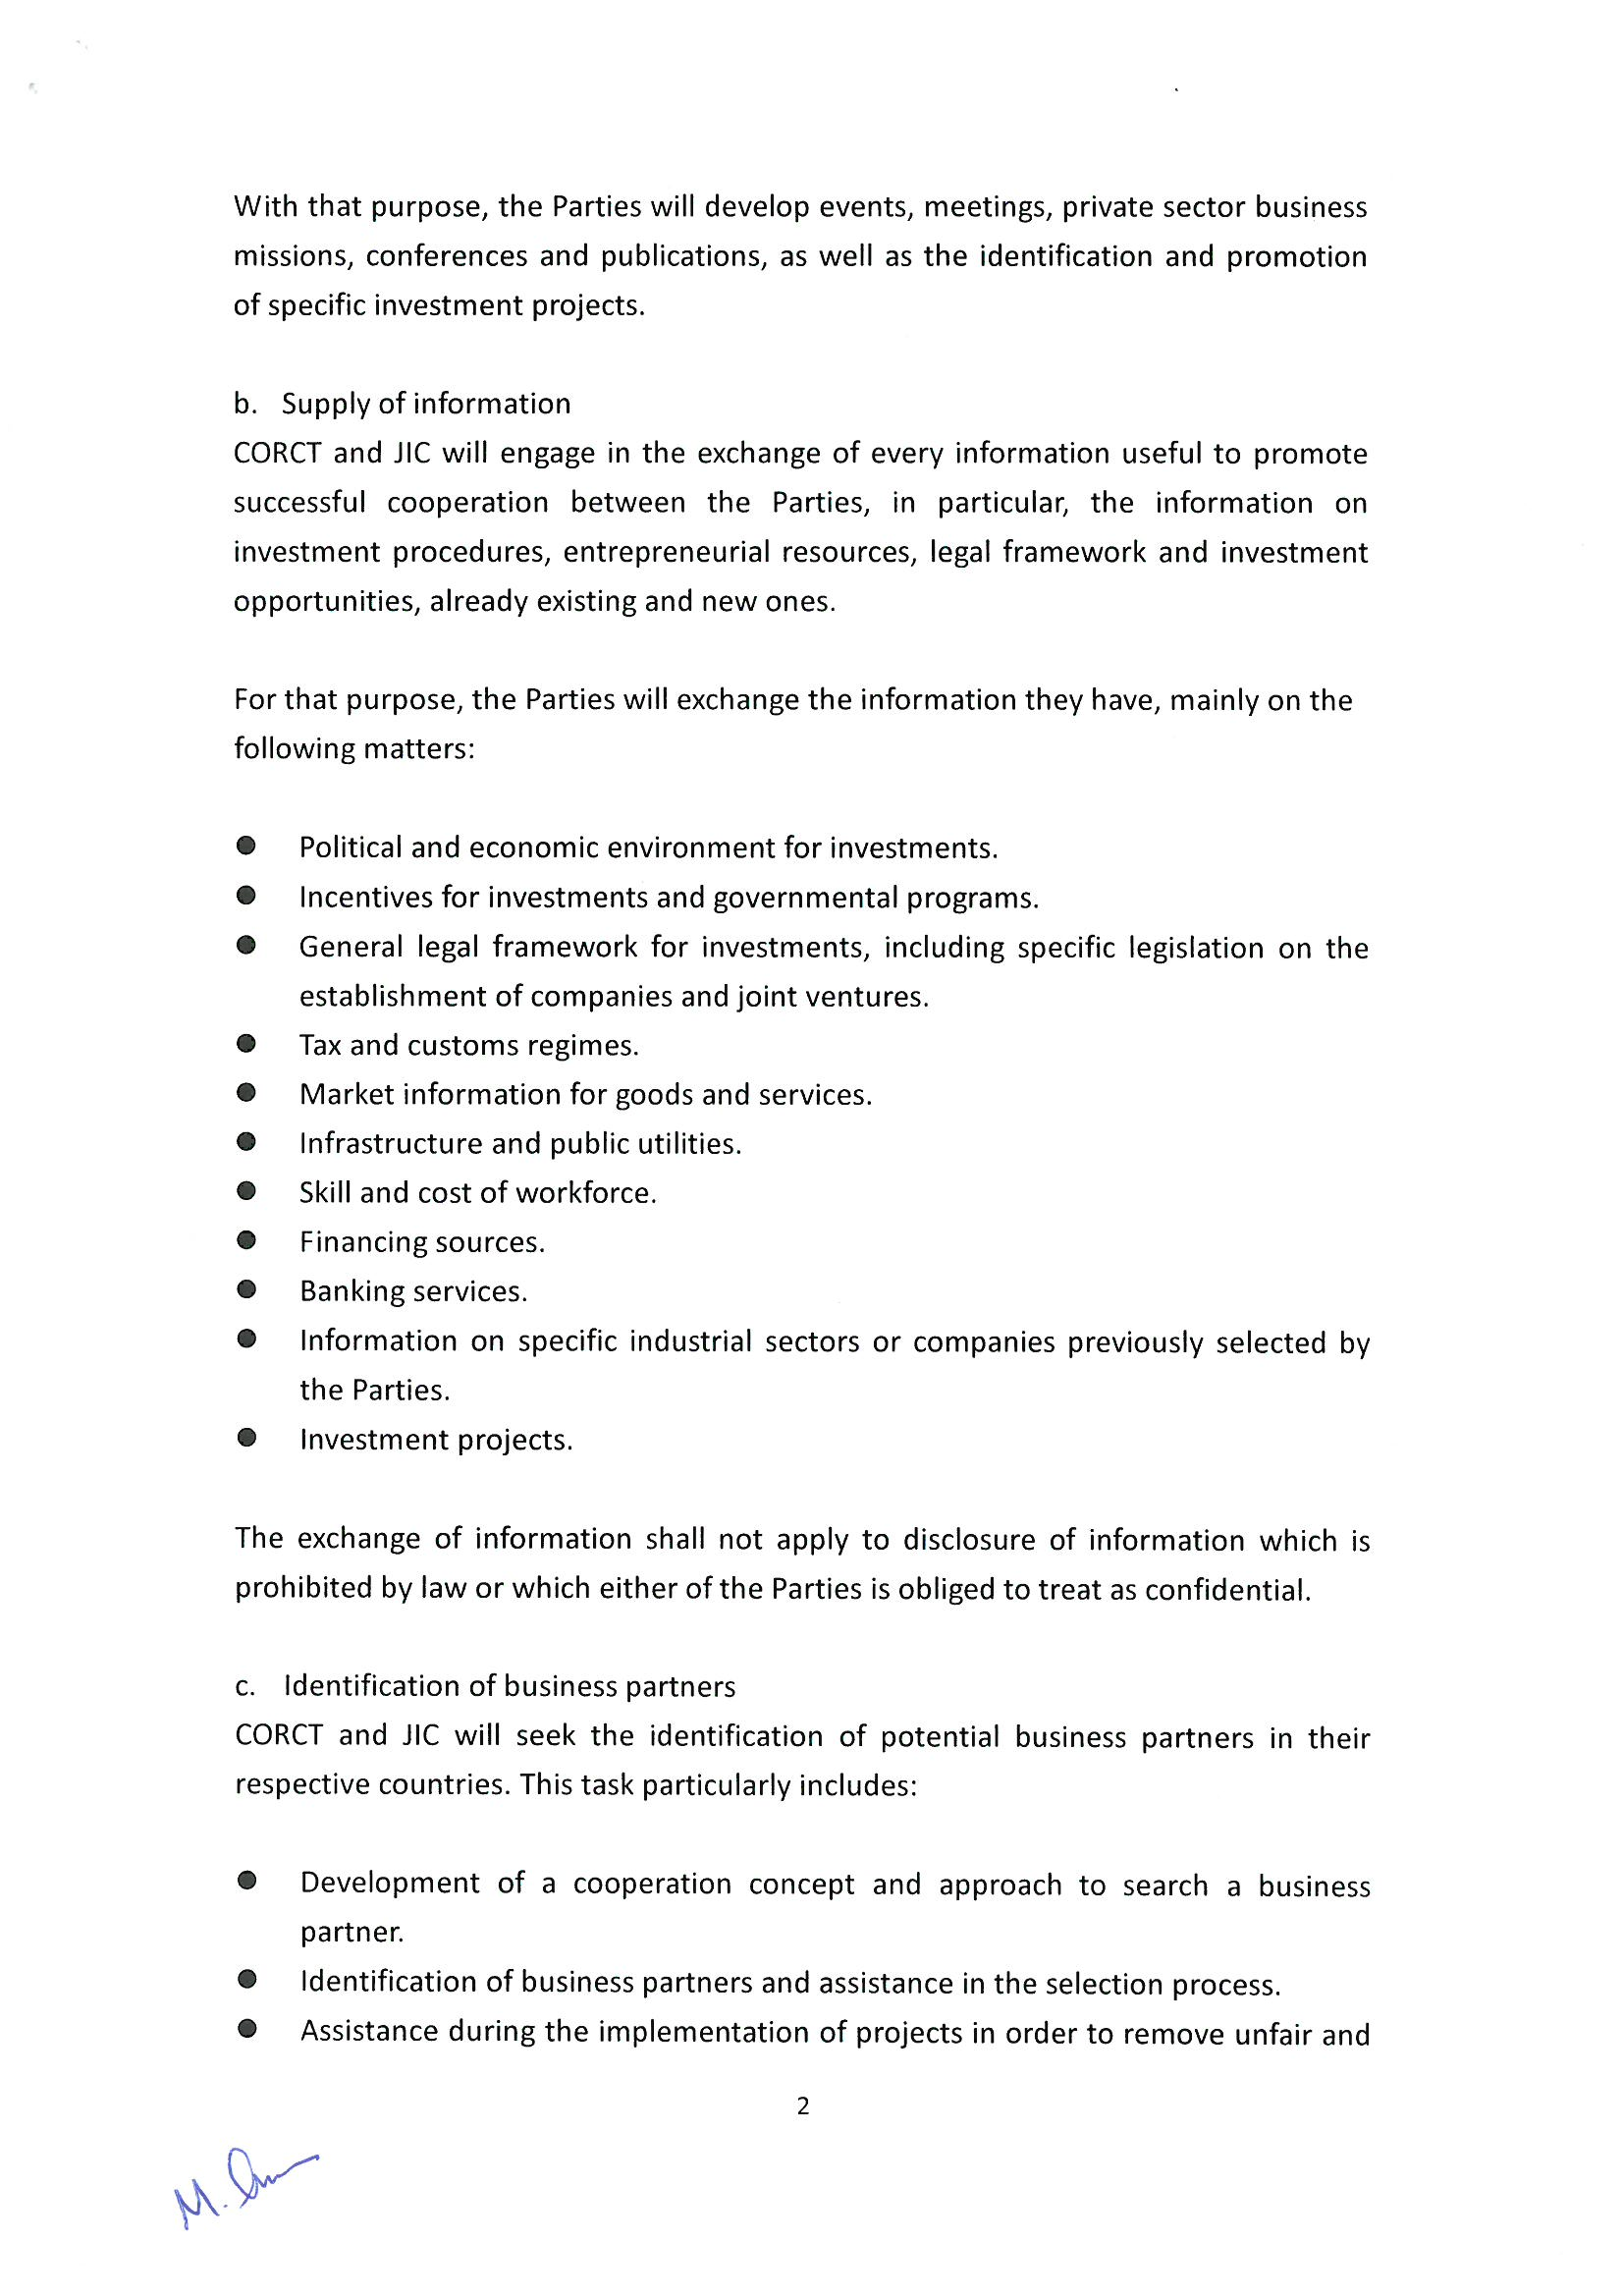 With that purpose, the Parties will develop events, meetings, private sector business
missions, conferences and publications, as well as the identification and promotion
of specific investment projects.
b. Supply of information
CORCT and JIC will engage in the exchange of every information useful to promote
successful cooperation between the Parties, in particular, the information on
investment procedures, entrepreneurial resources, legal framework and investment
opportunities, already existing and new ones.
For that purpose, the Parties will exchange the information they have, mainly on the
following matters:
● Political and economic environment for investments.
● Incentives for investments and governmental programs.
● General legal framework for investments, including specific legislation on the
establishment of companies and joint ventures.
● Tax and customs regimes.
● Market information for goods and services.
● Infrastructure and public utilities.
● Skill and cost of workforce.
● Financing sources.
● Banking services.
● Information on specific industrial sectors or companies previously selected by
the Parties.
● Investment projects.
The exchange of information shall not apply to disclosure of information which is
prohibited by law or which either of the Parties is obliged to treat as confidential.
c. Identification of business partners
CORCT and JIC will seek the identification of potential business partners in their
respective countries. This task particularly includes:
● Development of a cooperation concept and approach to search a business
partner.
● Identification of business partners and assistance in the selection process.
● Assistance during the implementation of projects in order to remove unfair and
2
M.